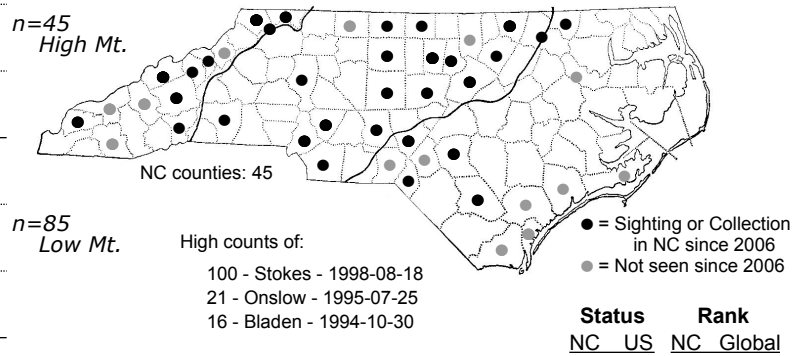 n=45
High Mt.
NC counties: 45
n=85
Low Mt.
High counts of:
100 - Stokes - 1998-08-18
21 - Onslow - 1995-07-25
16 - Bladen - 1994-10-30
= Sighting or Collection
in NC since 2006
= Not seen since 2006
Status Rank
NC US NC Global